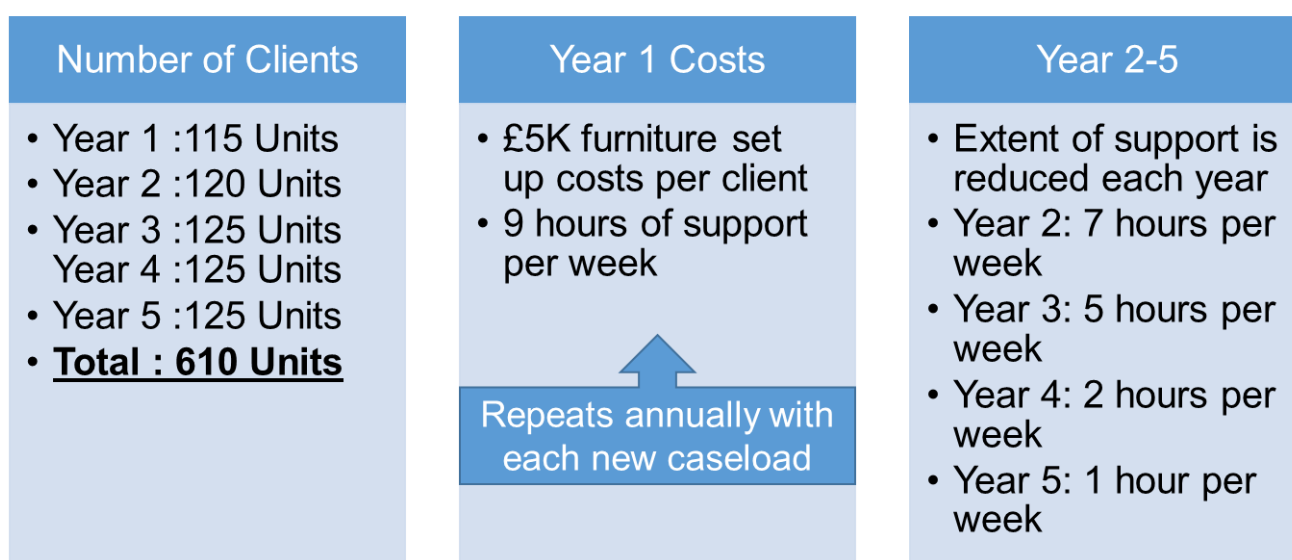 Number of Clients
• Year 1 :115 Units
• Year 2 :120 Units
• Year 3 :125 Units
Year 4 :125 Units
• Year 5 :125 Units
• Total : 610 Units
Year 1 Costs
• £5K furniture set
up costs per client
• 9 hours of support
per week
Repeats annually with
each new caseload
Year 2-5
• Extent of support is
reduced each year
• Year 2: 7 hours per
week
• Year 3: 5 hours per
week
• Year 4: 2 hours per
week
• Year 5: 1 hour per
week